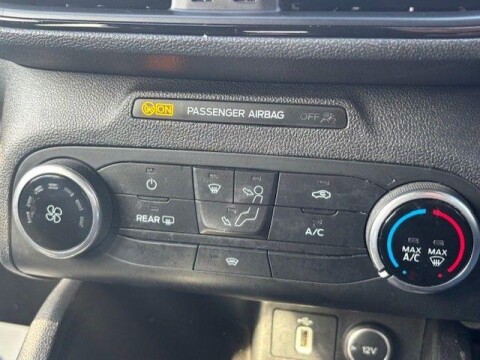 ON PASSENGER AIRBAG OFF
REAR
A/C
MAX
A/C
MAX
12V